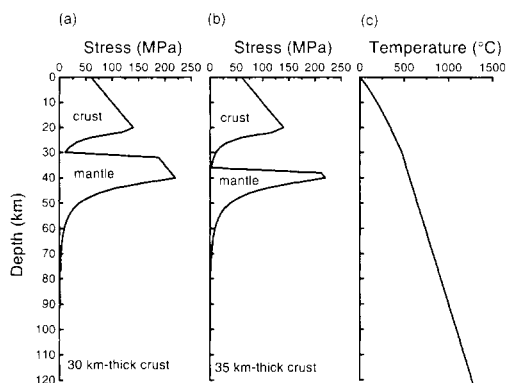 (a) (b) (c)
Stress (MPa) Stress (MPa) Temperature (°C)
0 50 100 150 200 250 0 50 100 150 200 250 0 500 1000 1500
0
10
20
30
40
50
60
70
80
90
100
110
120
Depth (km)
crust
mantle
30 km-thick crust
crust
mantle
35 km-thick crust